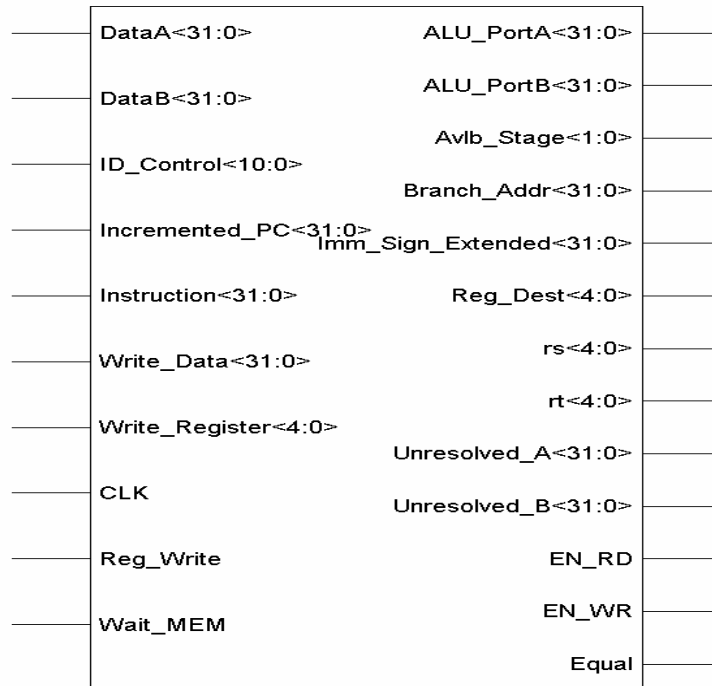 DataA<31:0>
DataB<31:0>
ID_Control<10:0>
Incremented_PC<31:0>
Instruction<31:0>
Write_Data<31:0>
Write_Register<4:0>
CLK
Reg_Write
Wait_MEM
ALU_PortA<31:0>
ALU_PortB<31:0>
Avlb_Stage<1:0>
Branch_Addr<31:0>
Imm_Sign_Extended<31:0>
Reg_Dest<4:0>
rs<4:0>
rt<4:0>
Unresolved_A<31:0>
Unresolved_B<31:0>
EN_RD
EN_WR
Equal